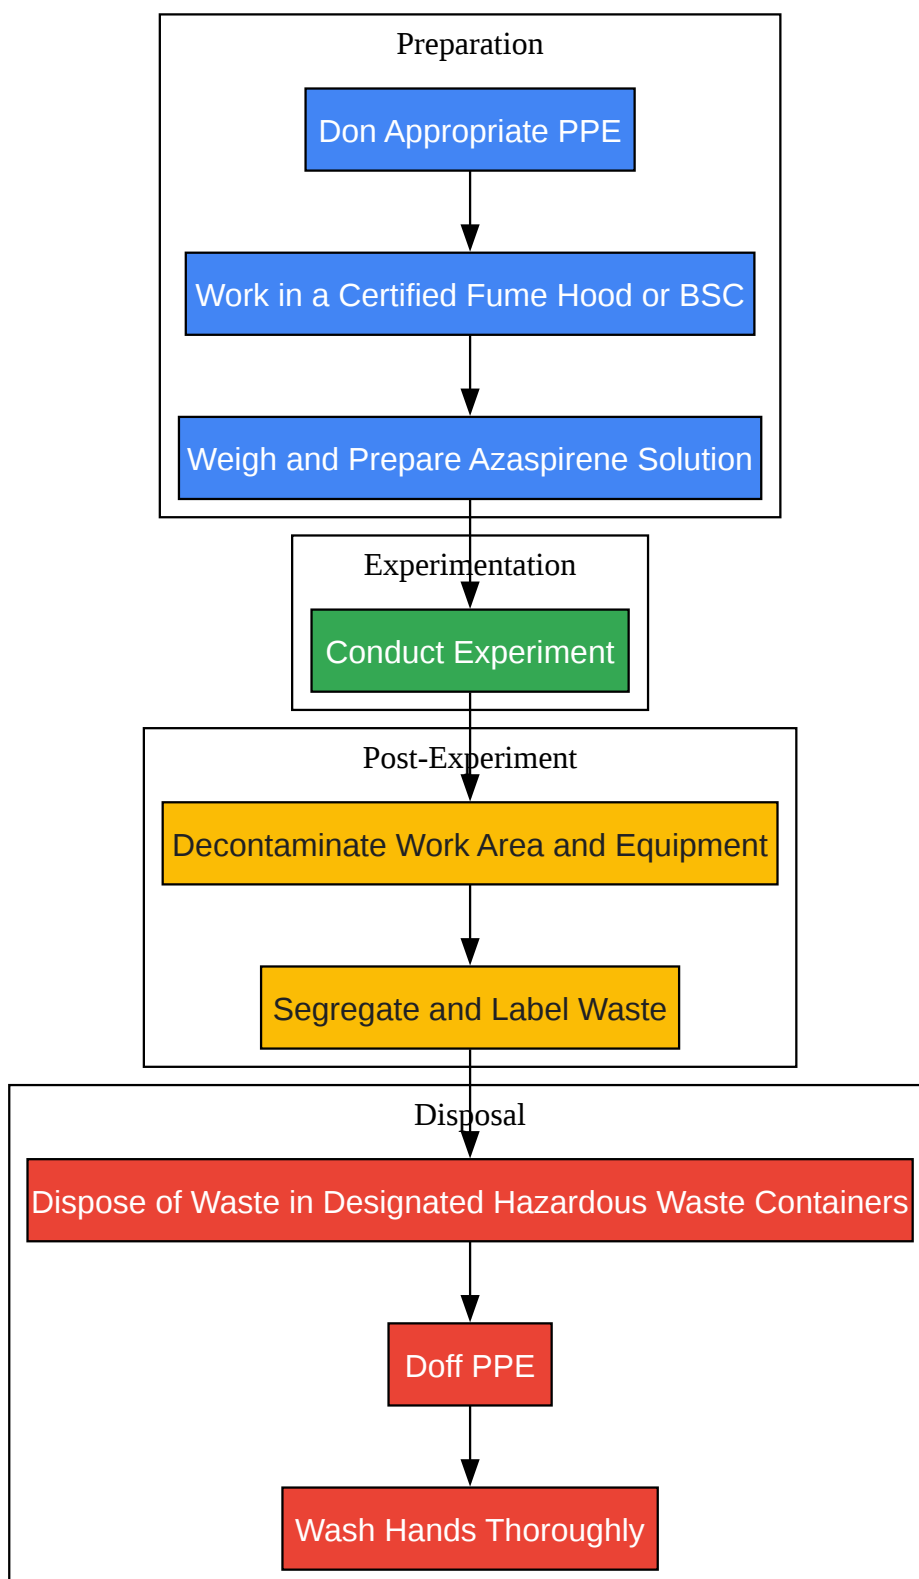 Preparation
Don Appropriate PPE
Work in a Certified Fume Hood or BSC
Weigh and Prepare Azaspirene Solution
Experimentation
Conduct Experiment
Post-Experiment
Decontaminate Work Area and Equipment
Segregate and Label Waste
Disposal
Dispose of Waste in Designated Hazardous Waste Containers
Doff PPE
Wash Hands Thoroughly